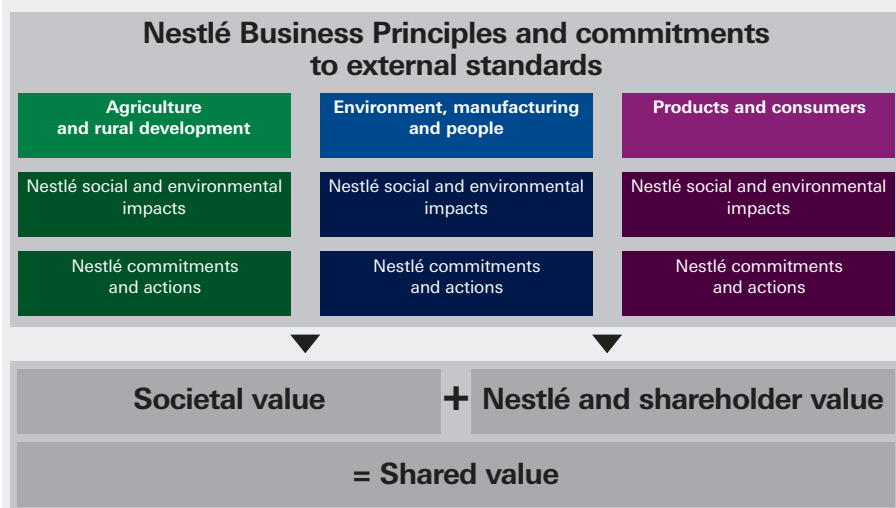 Nestlé Business Principles and commitments
to external standards
Agriculture
and rural development
Environment, manufacturing
and people
Products and consumers
Nestlé social and environmental
impacts
Nestlé social and environmental
impacts
Nestlé social and environmental
impacts
Nestlé commitments
and actions
Nestlé commitments
and actions
Nestlé commitments
and actions
Societal value
+
Nestlé and shareholder value
= Shared value